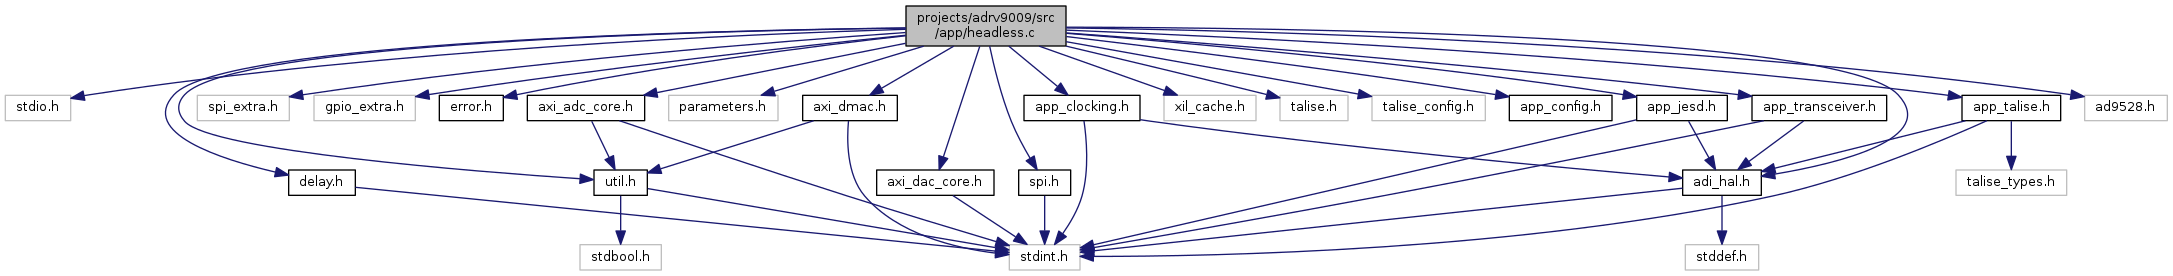 projects/adrv9009/src
/app/headless.c
stdio.h
spi_extra.h
gpio_extra.h
error.h
axi_adc_core.h
parameters.h
axi_dmac.h
app_clocking.h
xil_cache.h
talise.h
talise_config.h
app_config.h
app_jesd.h
app_transceiver.h
app_talise.h
ad9528.h
delay.h
util.h
axi_dac_core.h
spi.h
adi_hal.h
talise_types.h
stdbool.h
stdint.h
stddef.h